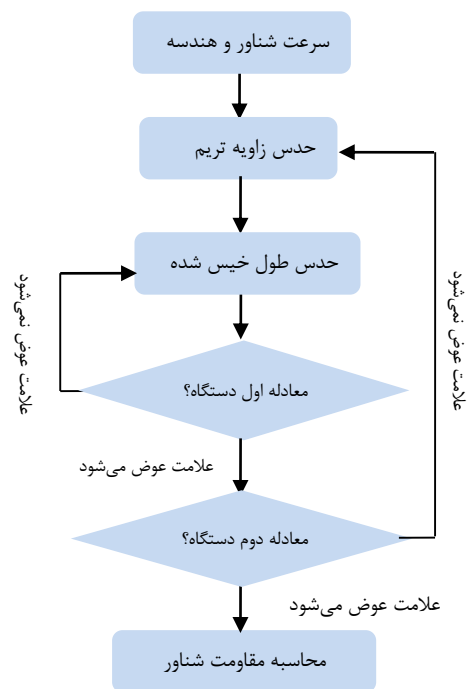 سرعت شناور و هندسه
حدس زاویه تریم
حدس طول خیس شده
علامت عوض نمی‌شود
علامت عوض نمی‌شود
معادله اول دستگاه؟
علامت عوض می‌شود
معادله دوم دستگاه؟
علامت عوض می‌شود
محاسبه مقاومت شناور